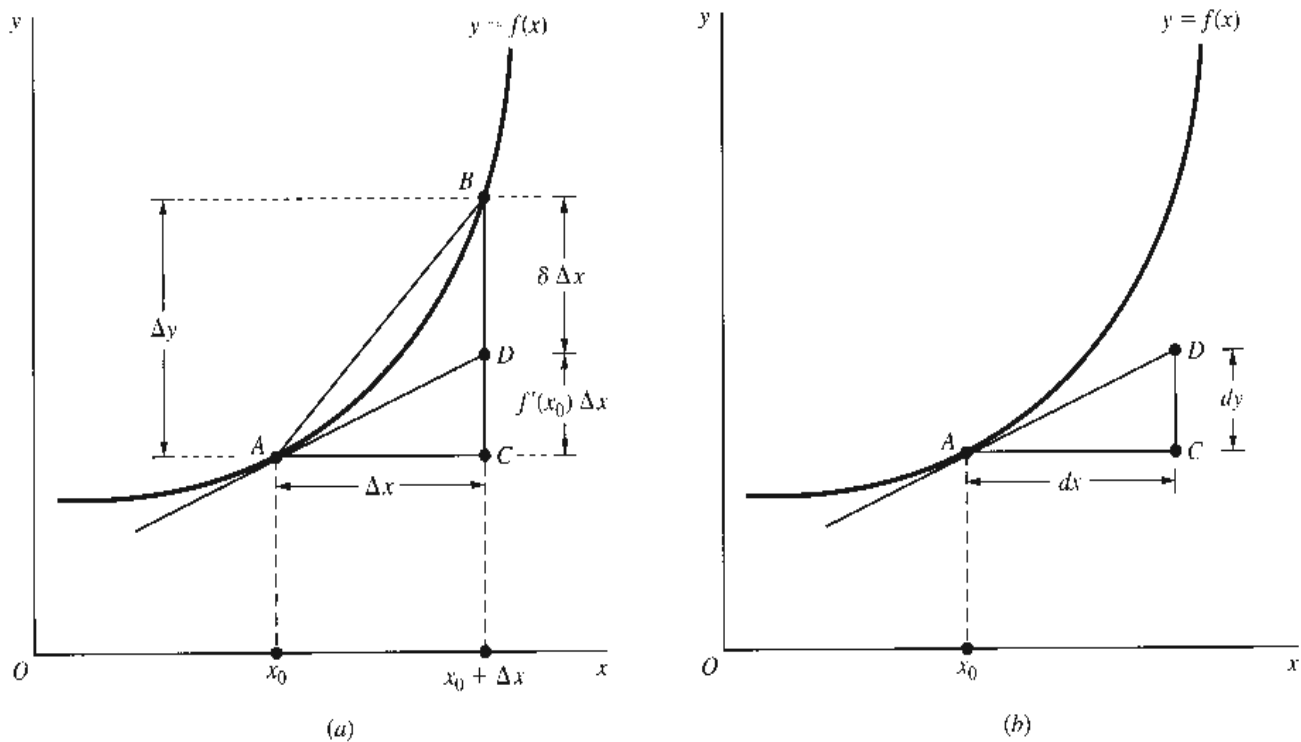 y
y = f(x)
B
δ Δx
Δy
D
f′(x₀) Δx
A
C
Δx
O
x₀
x₀ + Δx
x
(a)
y
y = f(x)
D
dy
A
C
dx
O
x₀
x
(b)